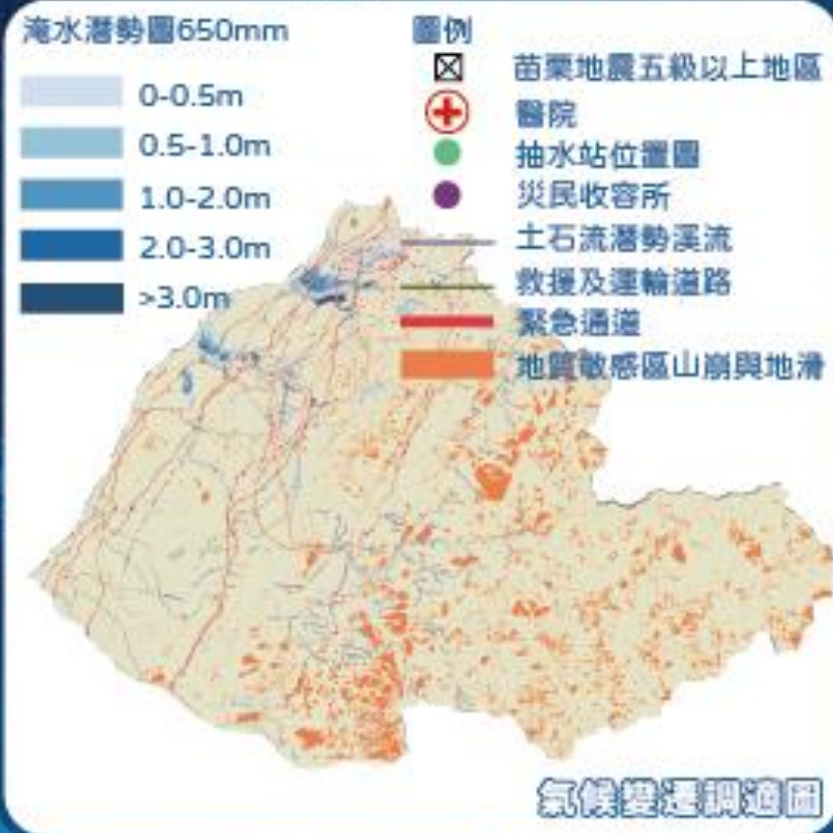 淹水潛勢圖650mm
0-0.5m
0.5-1.0m
1.0-2.0m
2.0-3.0m
>3.0m
圖例
苗栗地震五級以上地區
醫院
抽水站位置圖
災民收容所
土石流潛勢溪流
救援及運輸道路
緊急通道
地質敏感區山崩與地滑
氣候變遷調適圖